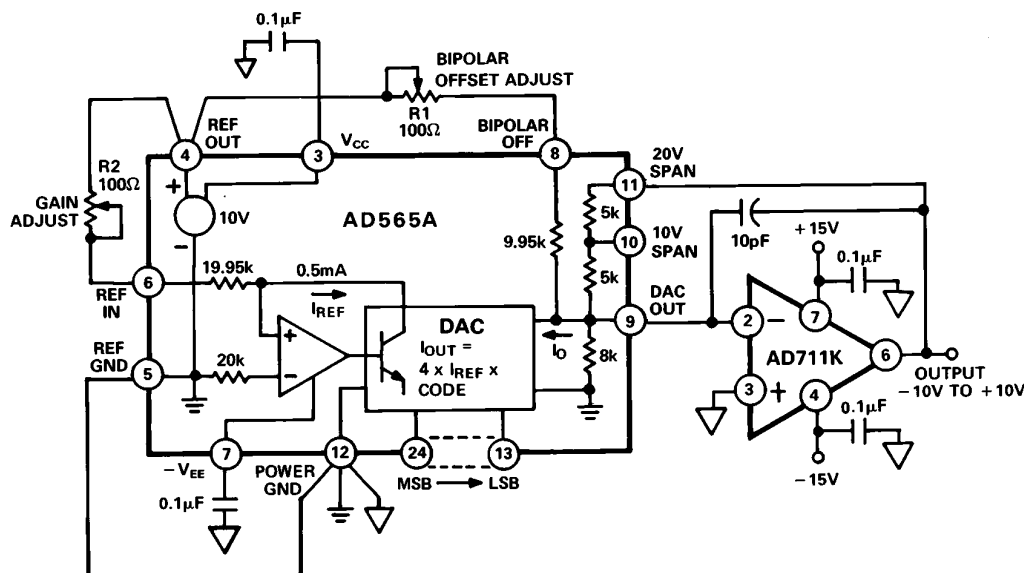 0.1µF
BIPOLAR
OFFSET ADJUST
R1
100Ω
REF
OUT
VCC
BIPOLAR
OFF
4
3
8
20V
SPAN
11
R2
100Ω
GAIN
ADJUST
+
10V
−
AD565A
9.95k
5k
10
10V
SPAN
5k
10pF
+15V
0.1µF
6
REF
IN
19.95k
0.5mA
IREF
DAC
IOUT =
4 x IREF x
CODE
IO
DAC
OUT
9
8k
2
−
7
AD711K
6
3
+
4
OUTPUT
−10V TO +10V
0.1µF
−15V
REF
GND
5
20k
+
−
7
−VEE
0.1µF
POWER
GND
12
24
13
MSB
LSB